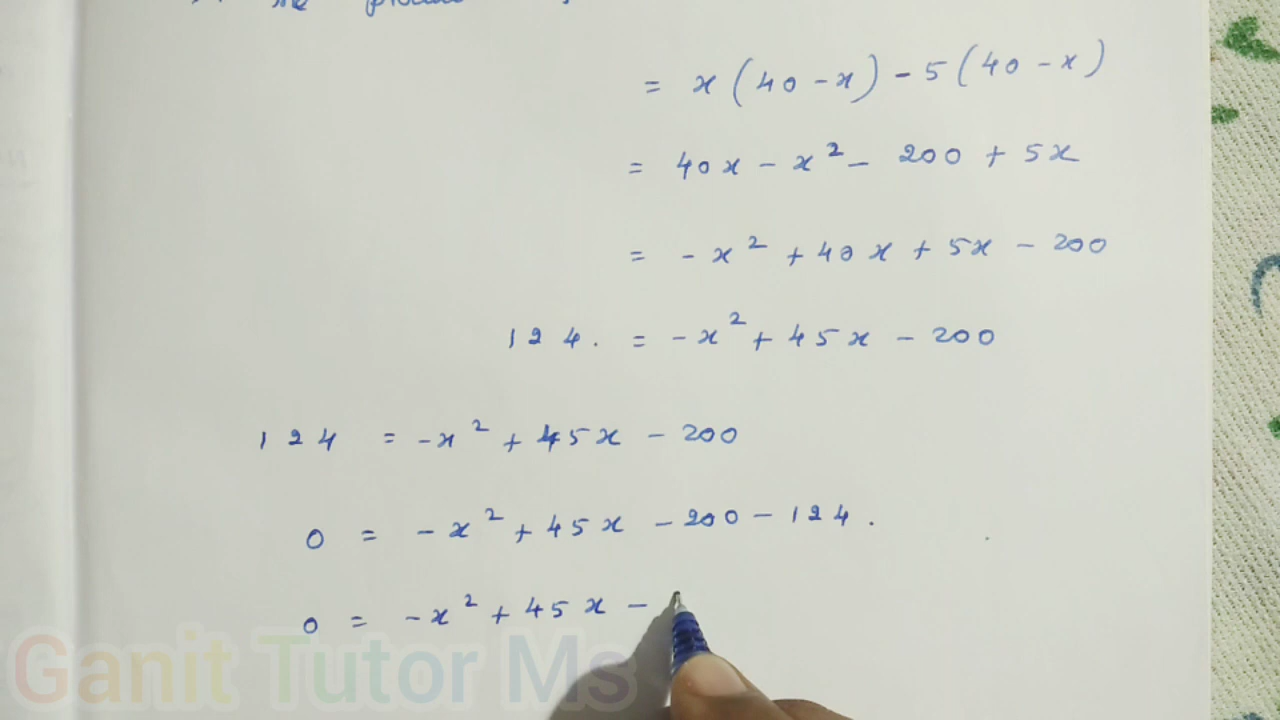 the
= x(40 - x) - 5(40 - x)
= 40x - x² - 200 + 5x
= - x² + 40x + 5x - 200
124. = - x² + 45x - 200
124 = - x² + 45x - 200
0 = - x² + 45x - 200 - 124.
0 = - x² + 45x -
Ganit Tutor Ms